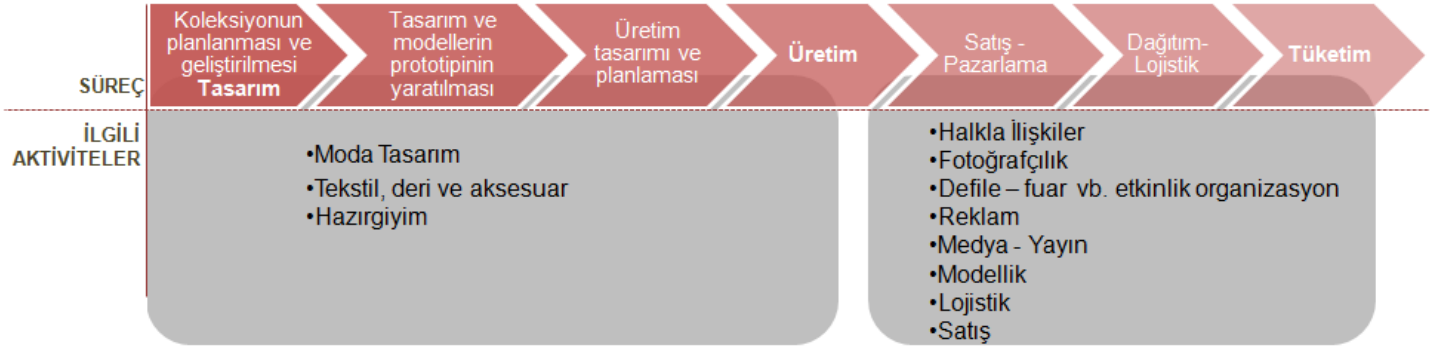 SÜREÇ
Koleksiyonun
planlanması ve
geliştirilmesi
Tasarım
Tasarım ve
modellerin
prototipinin
yaratılması
Üretim
tasarımı ve
planlaması
Üretim
Satış -
Pazarlama
Dağıtım-
Lojistik
Tüketim
İLGİLİ
AKTİVİTELER
•Moda Tasarım
•Tekstil, deri ve aksesuar
•Hazırgiyim
•Halkla İlişkiler
•Fotoğrafçılık
•Defile – fuar vb. etkinlik organizasyon
•Reklam
•Medya - Yayın
•Modellik
•Lojistik
•Satış